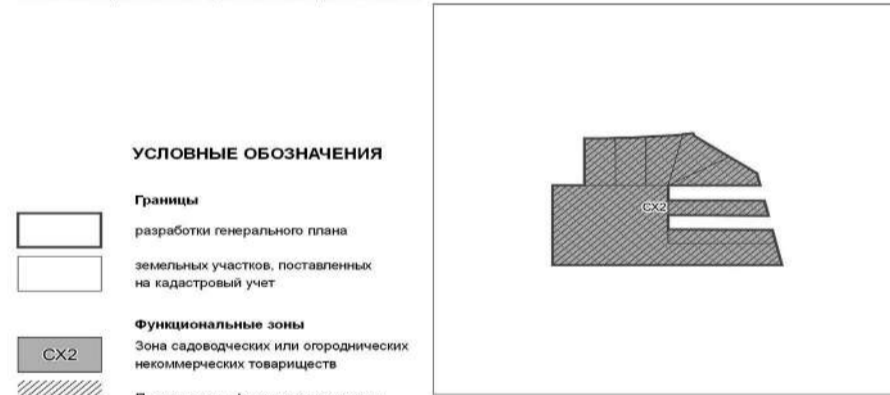 УСЛОВНЫЕ ОБОЗНАЧЕНИЯ
Границы
разработки генерального плана
земельных участков, поставленных
на кадастровый учет
Функциональные зоны
СХ2
Зона садоводческих или огороднических
некоммерческих товариществ
СХ2